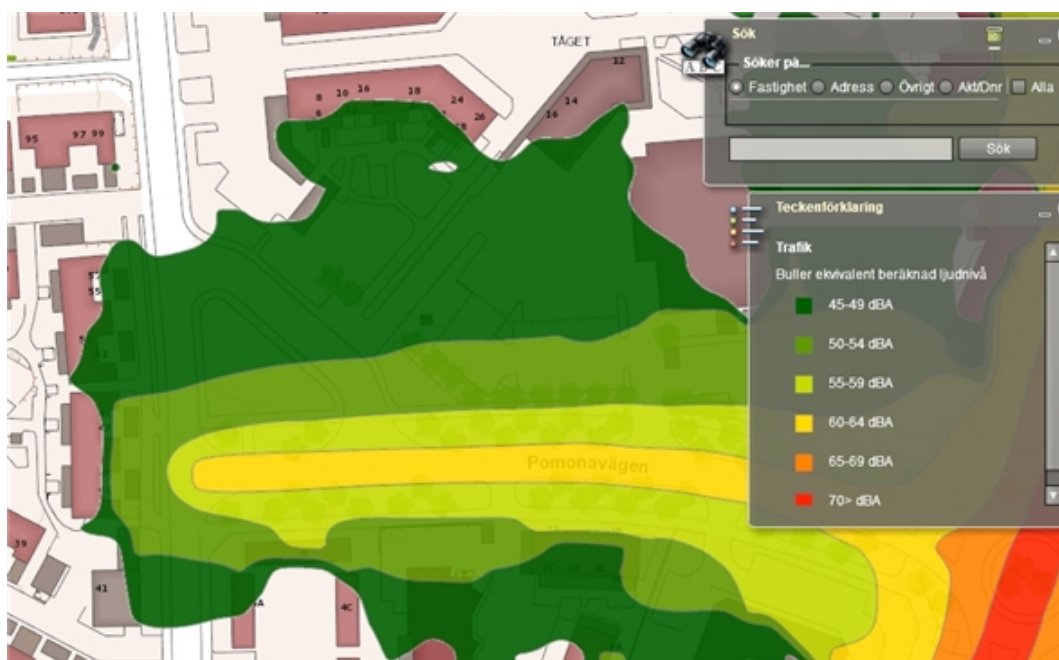 TÅGET
12
8 10 16 18 24
6 26
14
16
95 97 99
41
39
4C
Pomonavägen
Sök
Söker på...
Fastighet Adress Övrigt Akt/Dnr Alla
Sök
Teckenförklaring
Trafik
Buller ekvivalent beräknad ljudnivå
45-49 dBA
50-54 dBA
55-59 dBA
60-64 dBA
65-69 dBA
70> dBA